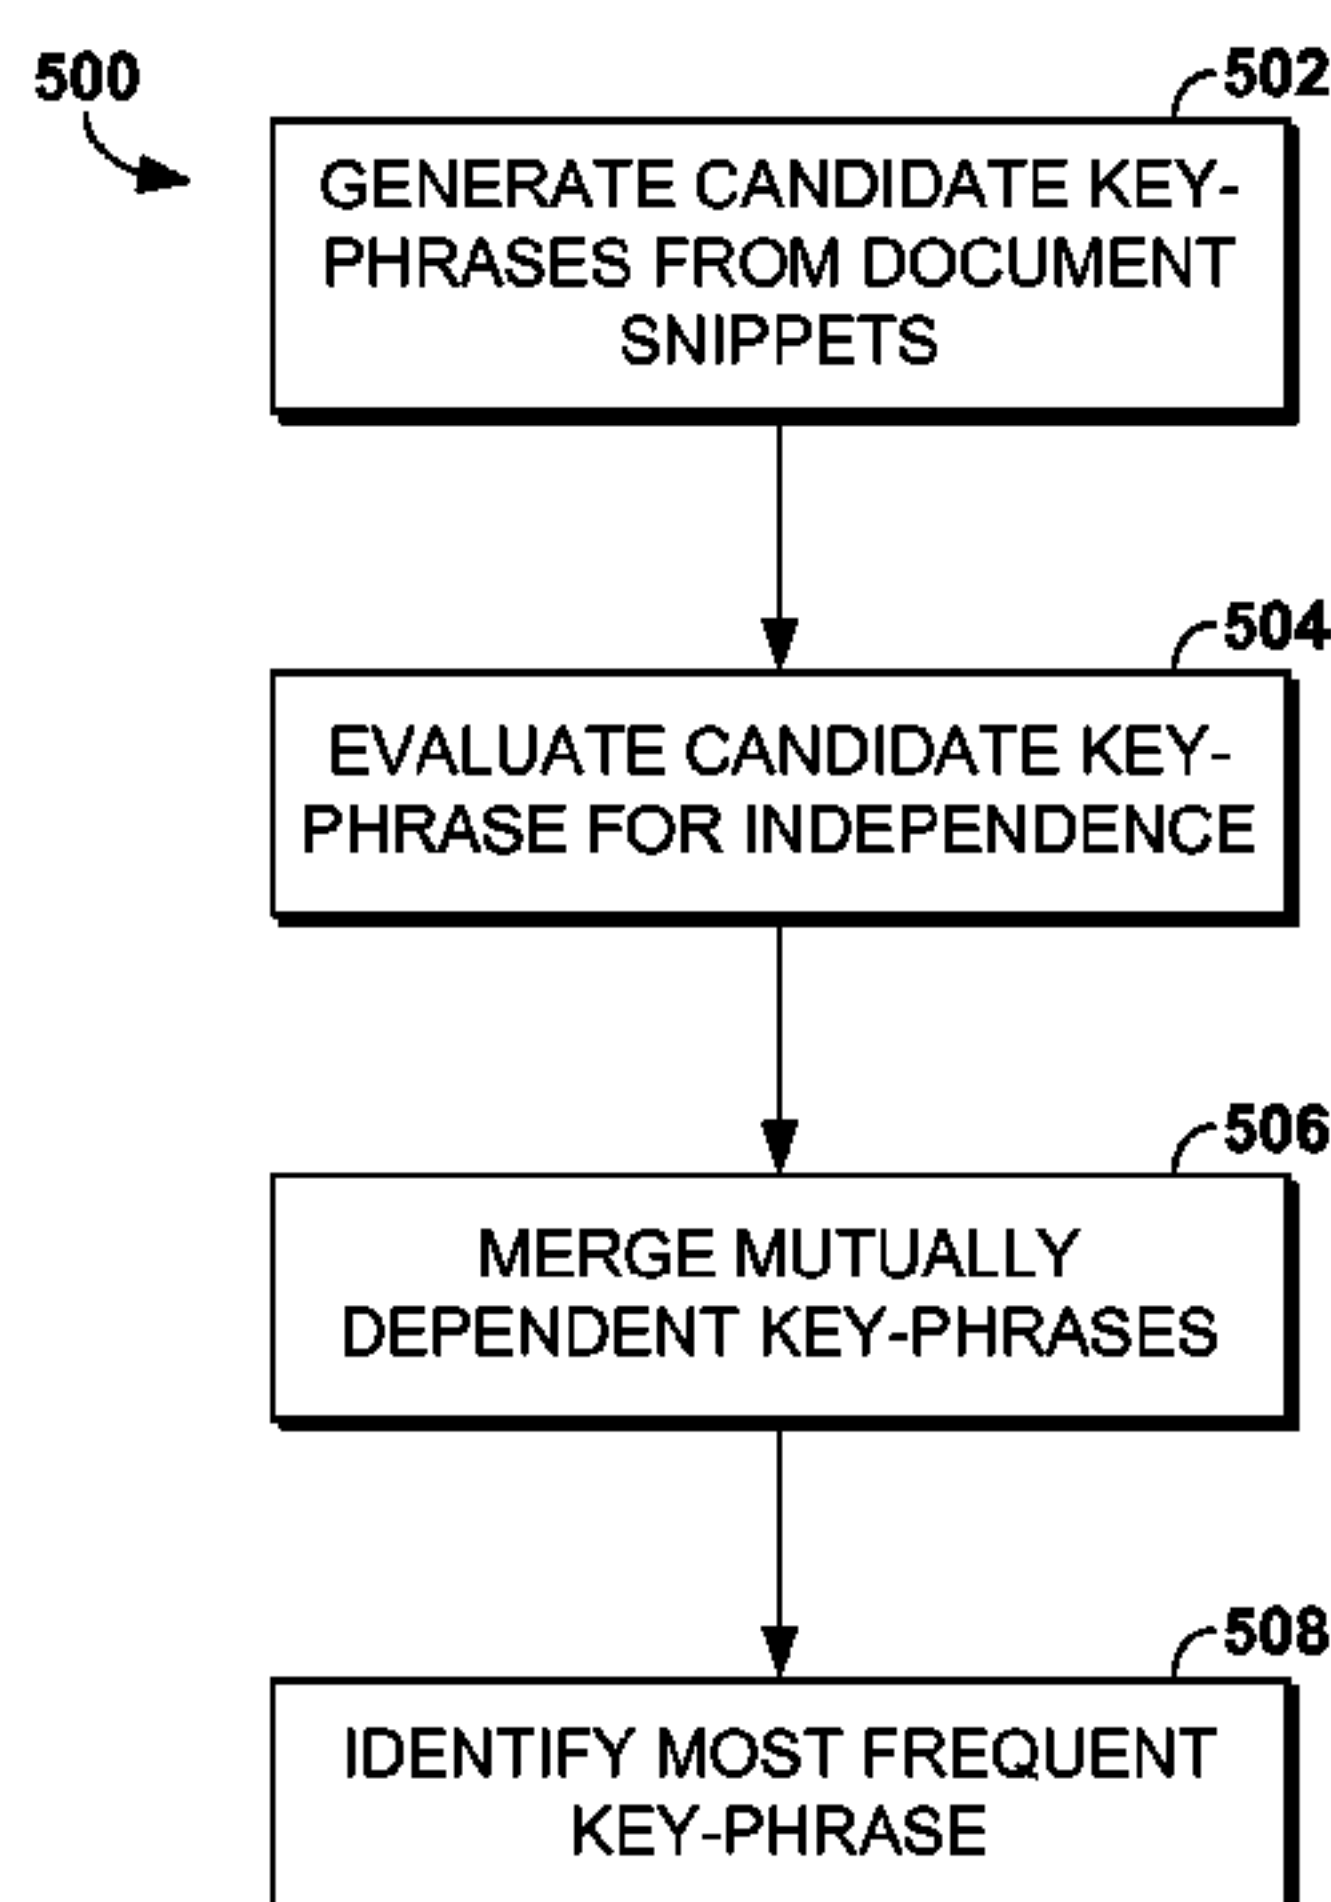 500
502
GENERATE CANDIDATE KEY-
PHRASES FROM DOCUMENT
SNIPPETS
504
EVALUATE CANDIDATE KEY-
PHRASE FOR INDEPENDENCE
506
MERGE MUTUALLY
DEPENDENT KEY-PHRASES
508
IDENTIFY MOST FREQUENT
KEY-PHRASE